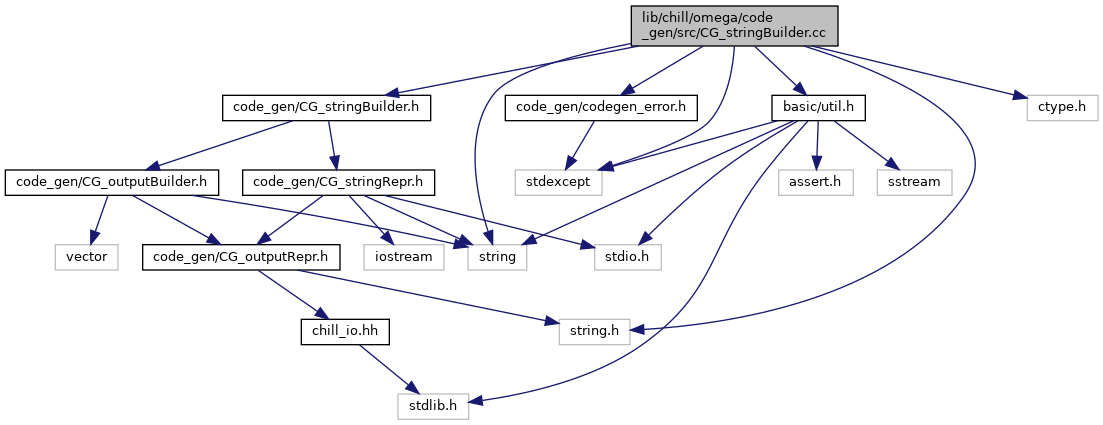 lib/chill/omega/code
_gen/src/CG_stringBuilder.cc
code_gen/CG_stringBuilder.h
code_gen/codegen_error.h
basic/util.h
ctype.h
code_gen/CG_outputBuilder.h
code_gen/CG_stringRepr.h
stdexcept
assert.h
sstream
vector
code_gen/CG_outputRepr.h
iostream
string
stdio.h
chill_io.hh
string.h
stdlib.h